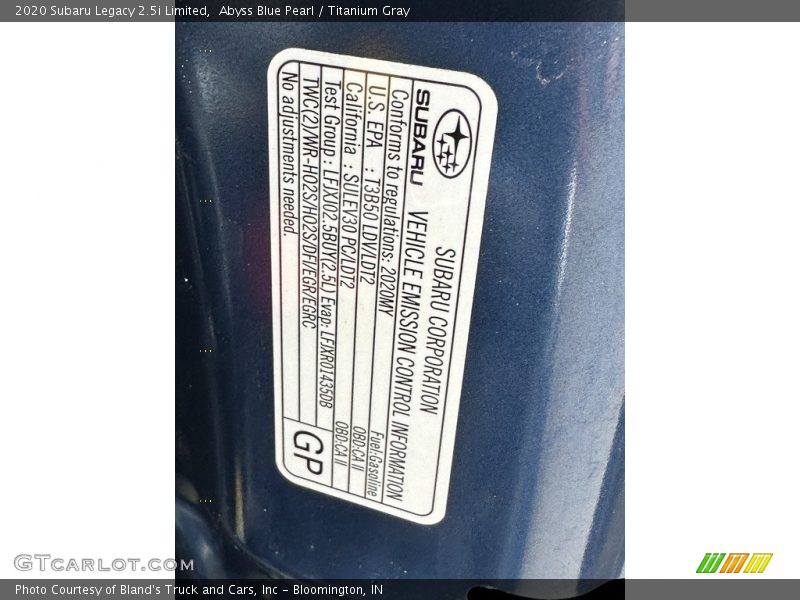 2020 Subaru Legacy 2.5i Limited, Abyss Blue Pearl / Titanium Gray
SUBARU CORPORATION
SUBARU VEHICLE EMISSION CONTROL INFORMATION
Conforms to regulations: 2020MY Fuel:Gasoline
U.S. EPA : T3B50 LDV/LDT2 OBD:CA II
California : SULEV30 PC/LDT2 OBD:CA II
Test Group : LFJXJ02.5BUY(2.5L) Evap: LFJXR01435DB
TWC(2)/WR-HO2S/HO2S/DFI/EGR/EGRC
No adjustments needed.
GP
GTCARLOT.COM
Photo Courtesy of Bland's Truck and Cars, Inc - Bloomington, IN